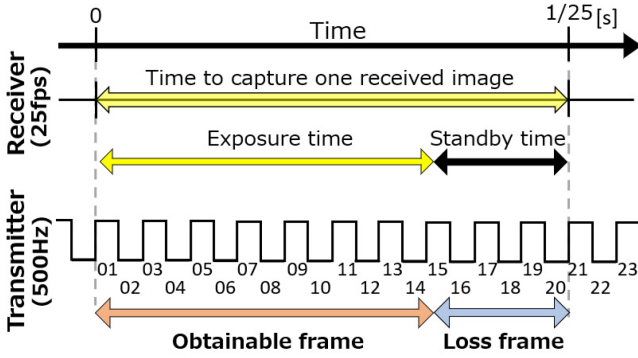 0 1/25 [s]
Time
Receiver
(25fps)
Time to capture one received image
Exposure time Standby time
Transmitter
(500Hz)
01 03 05 07 09 11 13 15 17 19 21 23
02 04 06 08 10 12 14 16 18 20 22
Obtainable frame Loss frame